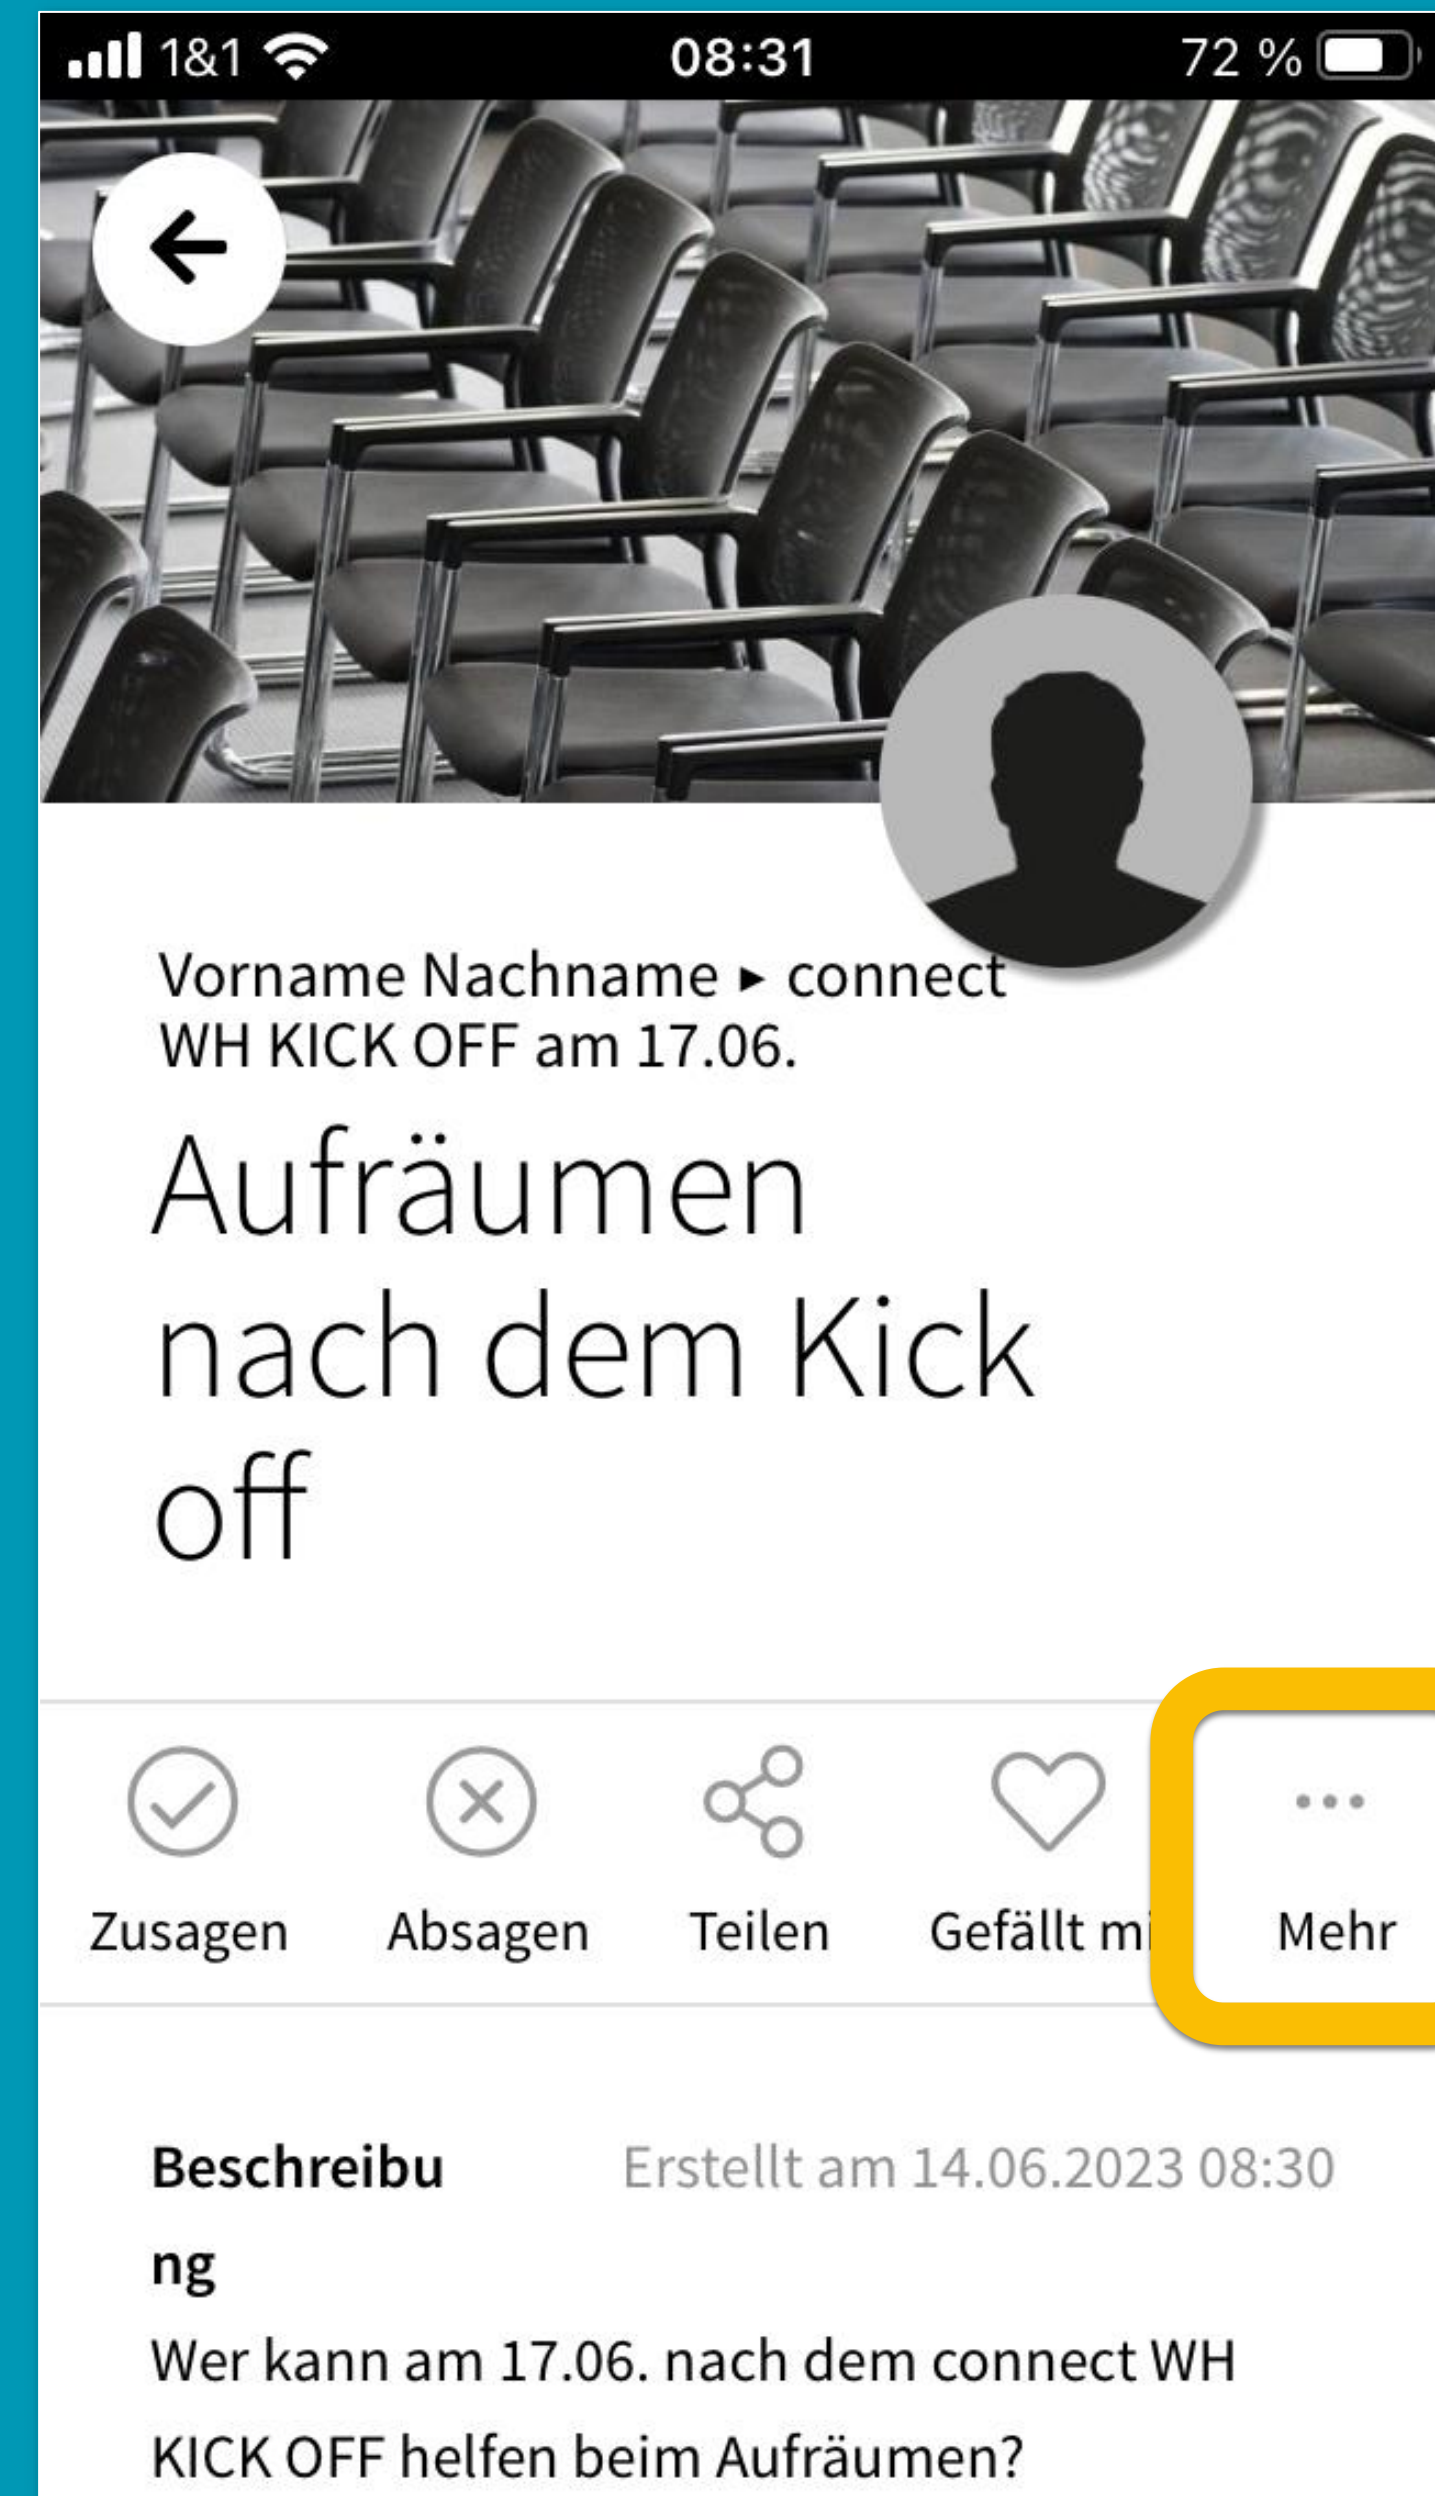 1&1 08:31 72 %
Vorname Nachname ▸ connect
WH KICK OFF am 17.06.
Aufräumen
nach dem Kick
off
Zusagen Absagen Teilen Gefällt mi Mehr
Beschreibu Erstellt am 14.06.2023 08:30
ng
Wer kann am 17.06. nach dem connect WH
KICK OFF helfen beim Aufräumen?